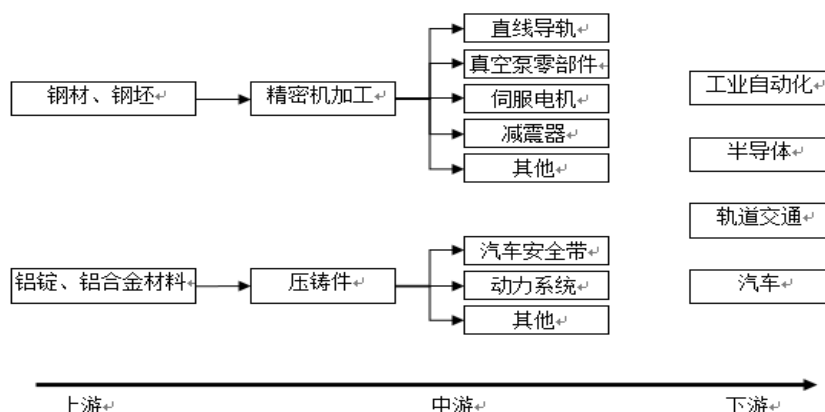 直线导轨
真空泵零部件
钢材、钢坯
精密机加工
伺服电机
减震器
其他
工业自动化
半导体
轨道交通
汽车
汽车安全带
铝锭、铝合金材料
压铸件
动力系统
其他
上游
中游
下游